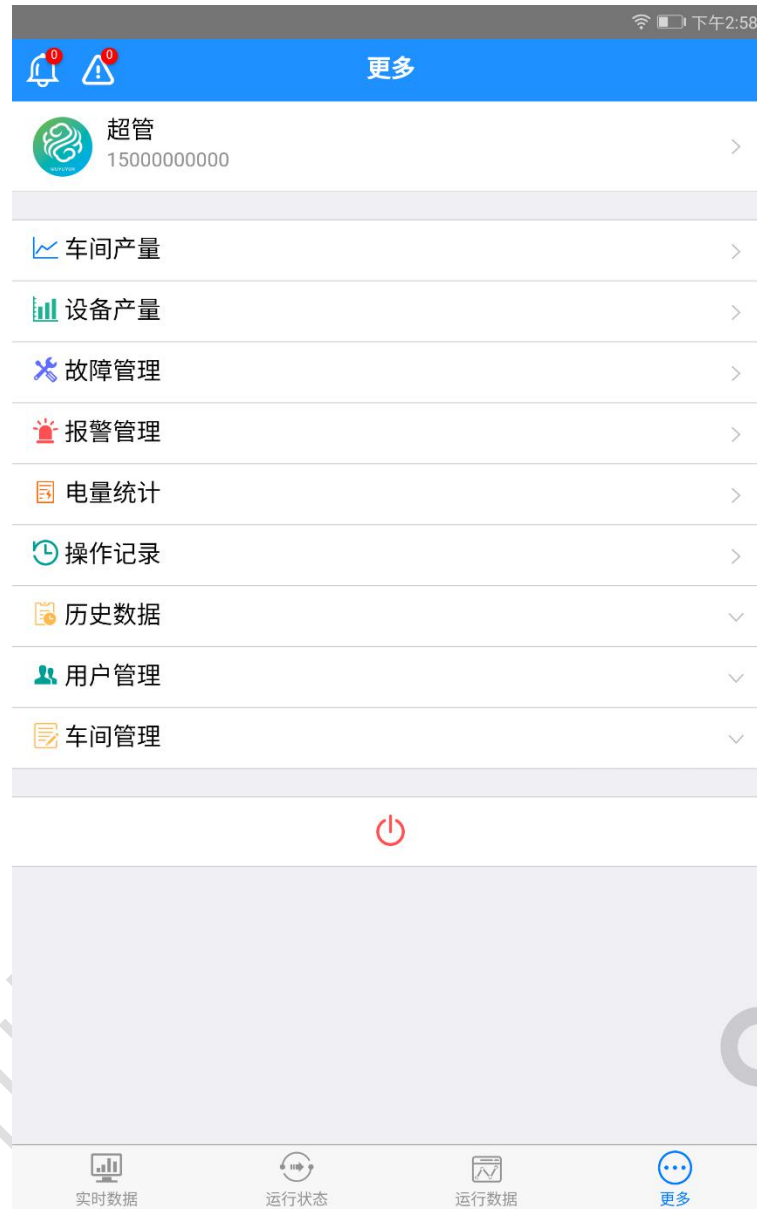 下午2:58
0
0
更多
超管
15000000000
车间产量
设备产量
故障管理
报警管理
电量统计
操作记录
历史数据
用户管理
车间管理
实时数据
运行状态
运行数据
更多